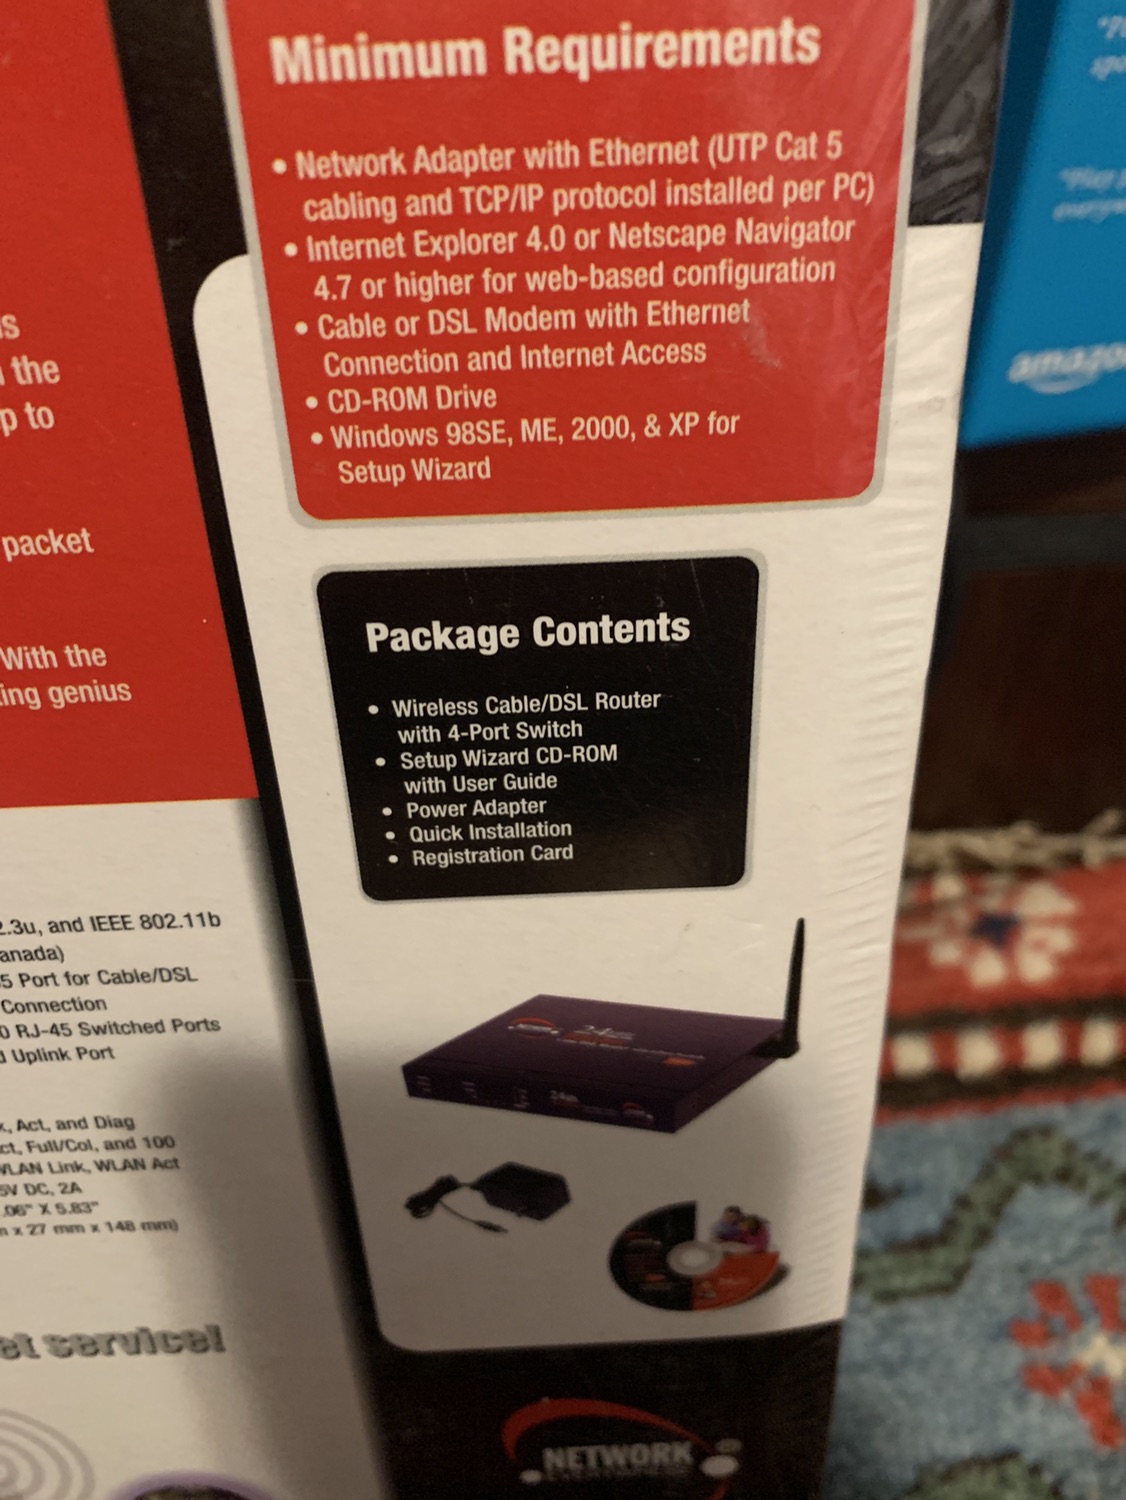 Minimum Requirements
• Network Adapter with Ethernet (UTP Cat 5
cabling and TCP/IP protocol installed per PC)
• Internet Explorer 4.0 or Netscape Navigator
4.7 or higher for web-based configuration
• Cable or DSL Modem with Ethernet
Connection and Internet Access
• CD-ROM Drive
• Windows 98SE, ME, 2000, & XP for
Setup Wizard
Package Contents
• Wireless Cable/DSL Router
with 4-Port Switch
• Setup Wizard CD-ROM
with User Guide
• Power Adapter
• Quick Installation
• Registration Card
the
p to
packet
With the
ing genius
2.3u, and IEEE 802.11b
anada)
5 Port for Cable/DSL
Connection
0 RJ-45 Switched Ports
Uplink Port
, Act, and Diag
ct, Full/Col, and 100
WLAN Link, WLAN Act
5V DC, 2A
.06" X 5.83"
x 27 mm x 148 mm)
et service!
NETWORK
amazo